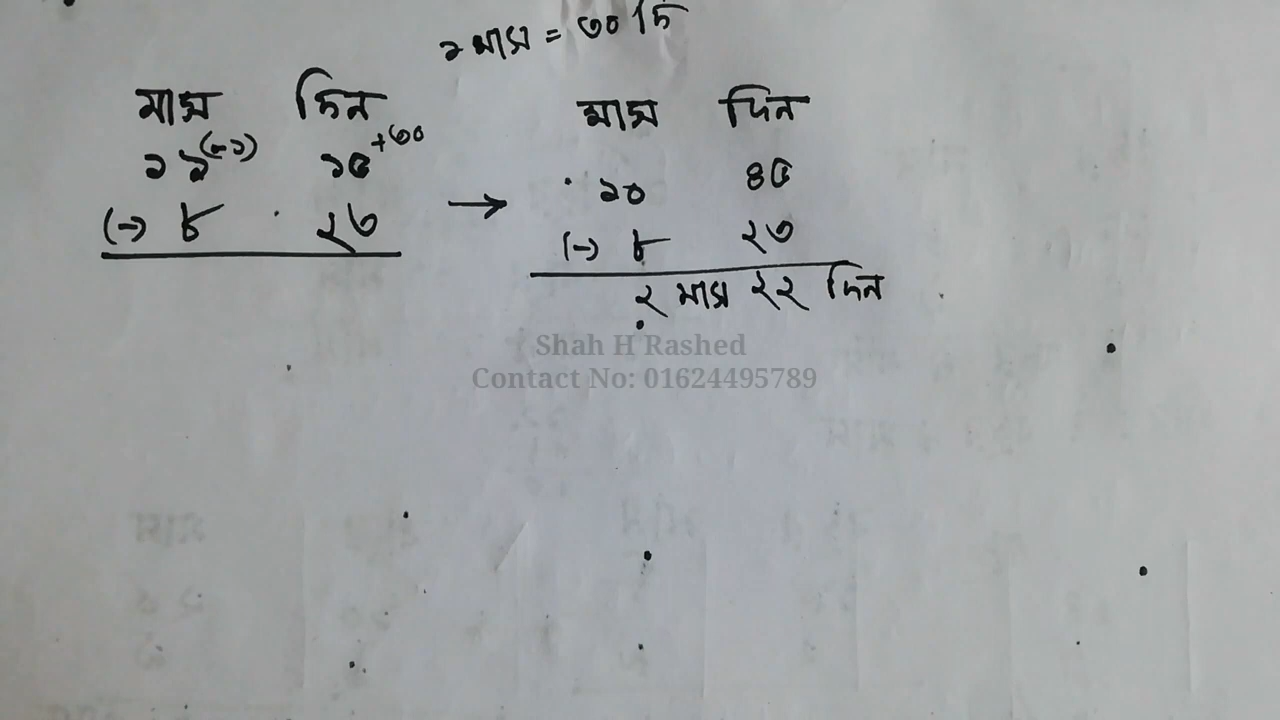 ১ মাস = ৩০ দি
মাস দিন
১১(-১) ১৫+৩০
(-) ৮ ২৩
→
মাস দিন
১০ ৪৫
(-) ৮ ২৩
২ মাস ২২ দিন
Shah H Rashed
Contact No: 01624495789